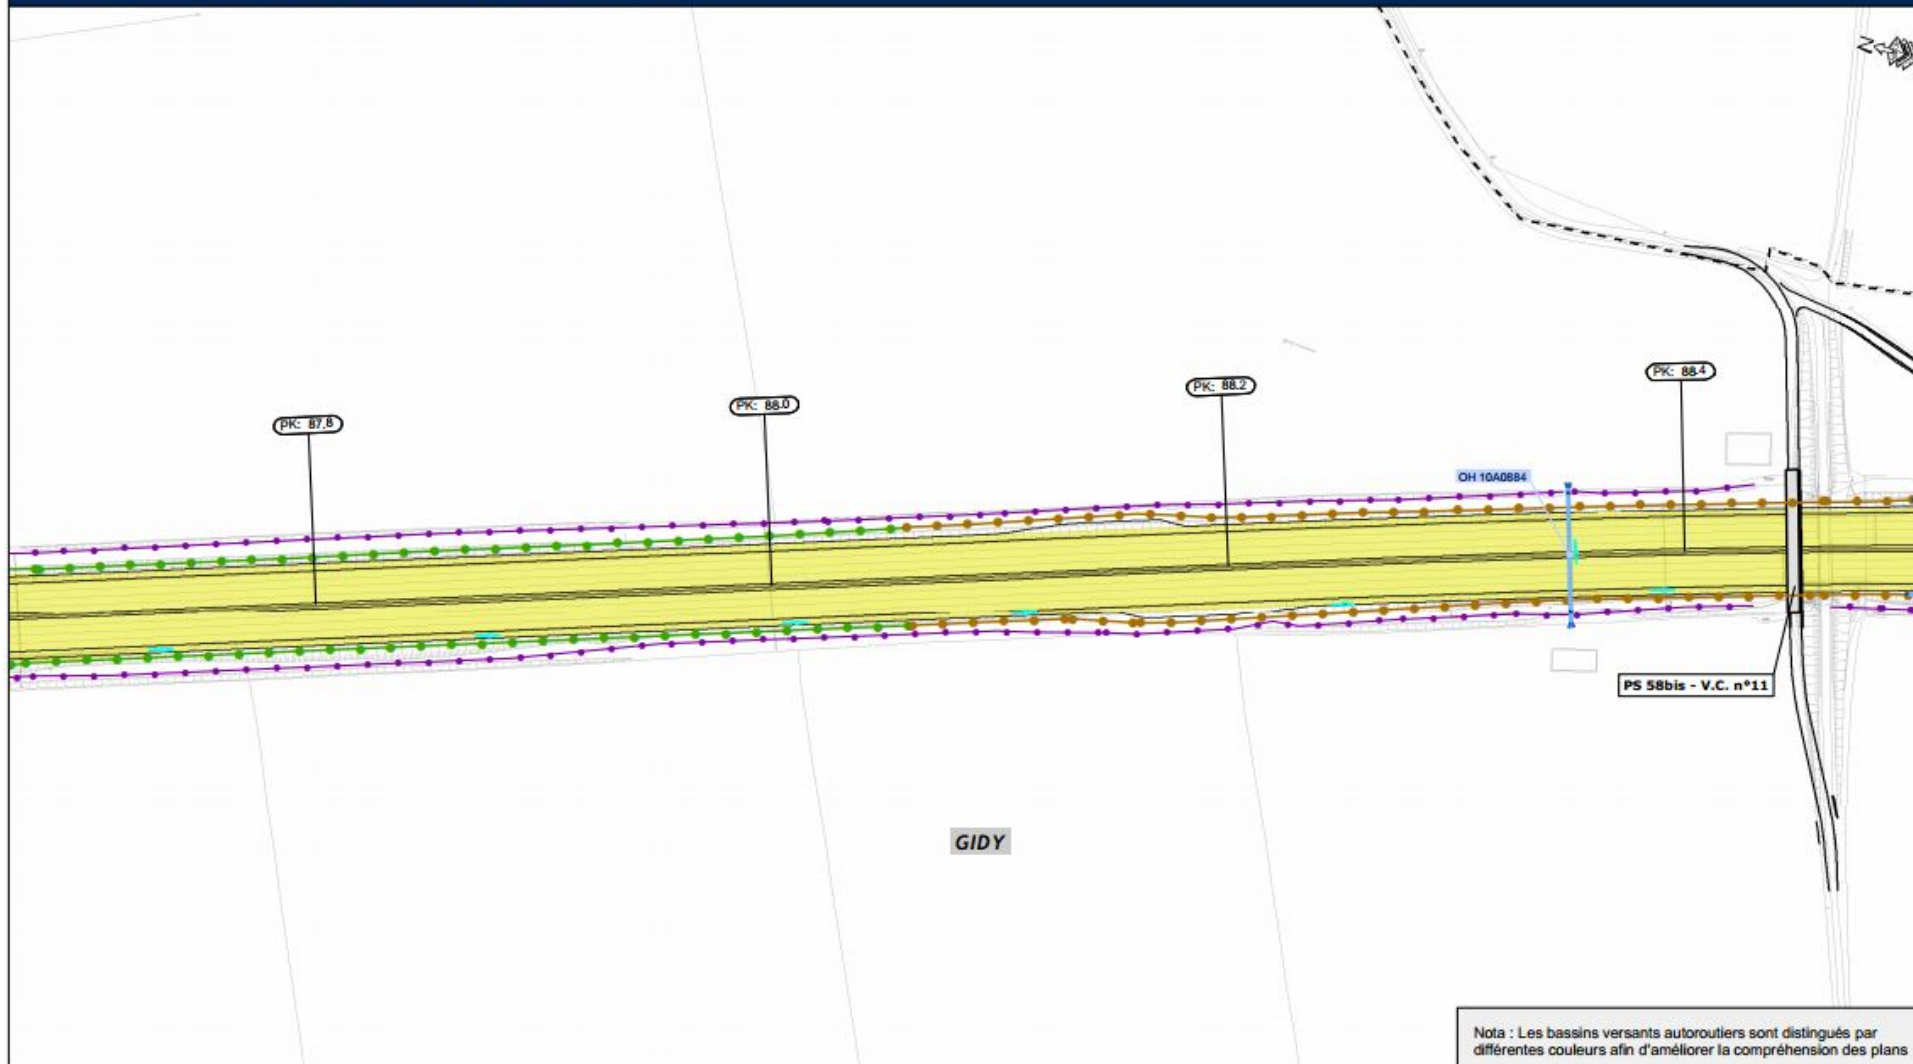 N
PK: 88.4
PK: 88.2
PK: 88.0
PK: 87.8
OH 10A0884
PS 58bis - V.C. n°11
GIDY
Nota : Les bassins versants autoroutiers sont distingués par
différentes couleurs afin d'améliorer la compréhension des plans